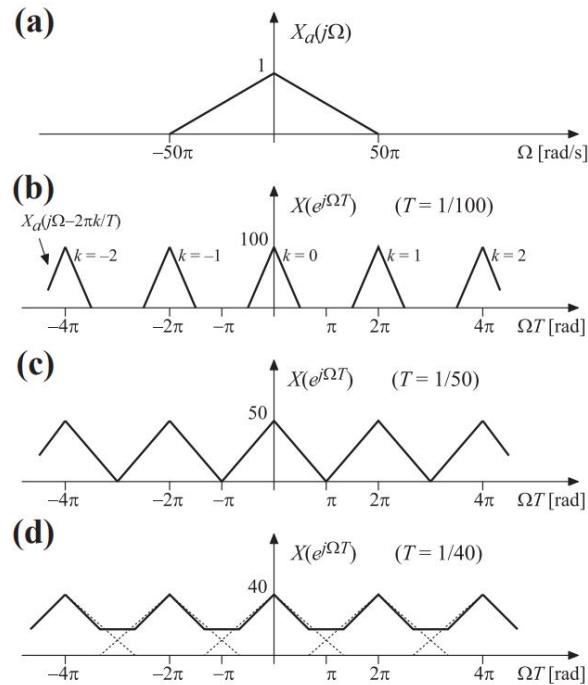 (a)
X_a(jΩ)
1
−50π 50π Ω [rad/s]
(b)
X_a(jΩ−2πk/T)
X(e^{jΩT}) (T = 1/100)
100
k = −2 k = −1 k = 0 k = 1 k = 2
−4π −2π −π π 2π 4π ΩT [rad]
(c)
X(e^{jΩT}) (T = 1/50)
50
−4π −2π −π π 2π 4π ΩT [rad]
(d)
X(e^{jΩT}) (T = 1/40)
40
−4π −2π −π π 2π 4π ΩT [rad]